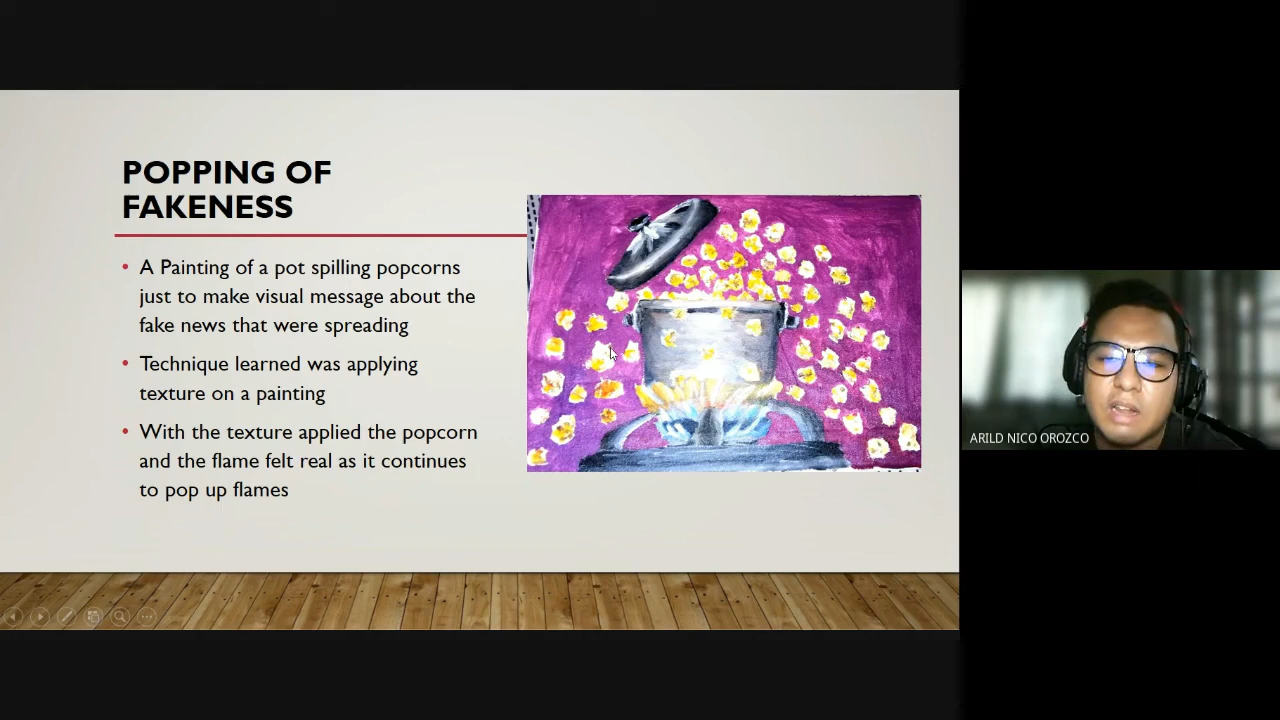 POPPING OF
FAKENESS
• A Painting of a pot spilling popcorns
just to make visual message about the
fake news that were spreading
• Technique learned was applying
texture on a painting
• With the texture applied the popcorn
and the flame felt real as it continues
to pop up flames
ARILD NICO OROZCO